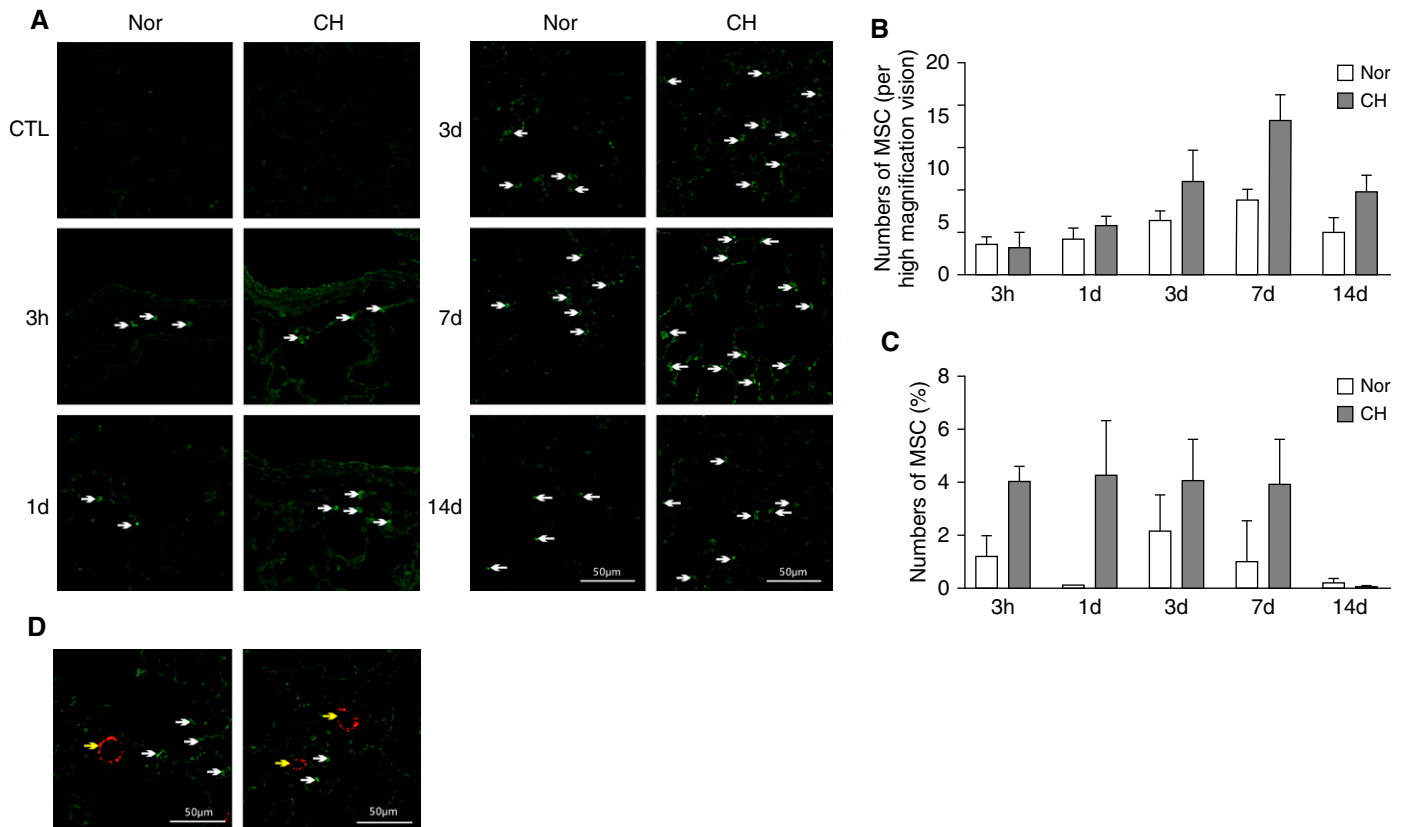 A
Nor
CH
Nor
CH
CTL
3d
3h
7d
1d
14d
50μm
50μm
B
Numbers of MSC (per
high magnification vision)
20
15
10
5
0
3h
1d
3d
7d
14d
Nor
CH
C
Numbers of MSC (%)
8
6
4
2
0
3h
1d
3d
7d
14d
Nor
CH
D
50μm
50μm